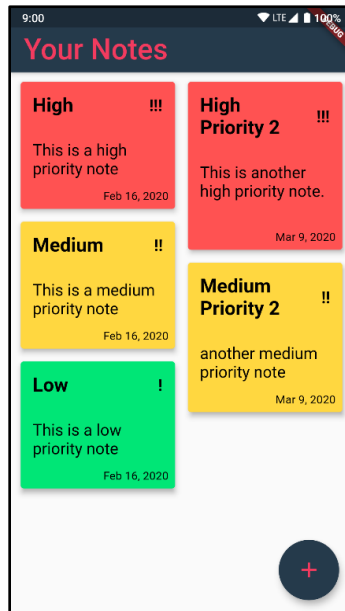 9:00 LTE 100%
DEBUG
Your Notes
High !!!
This is a high
priority note
Feb 16, 2020
High
Priority 2 !!!
This is another
high priority note.
Mar 9, 2020
Medium !!
This is a medium
priority note
Feb 16, 2020
Medium
Priority 2 !!
another medium
priority note
Mar 9, 2020
Low !
This is a low
priority note
Feb 16, 2020
+